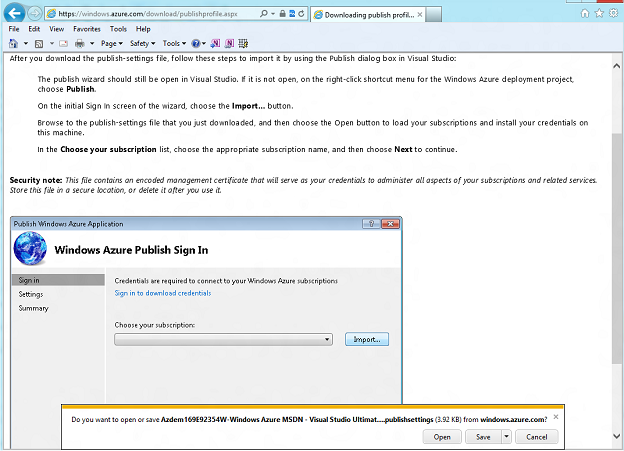 https://windows.azure.com/download/publishprofile.aspx
Downloading publish profil...
File Edit View Favorites Tools Help
Page Safety Tools
After you download the publish-settings file, follow these steps to import it by using the Publish dialog box in Visual Studio:
The publish wizard should still be open in Visual Studio. If it is not open, on the right-click shortcut menu for the Windows Azure deployment project,
choose Publish.
On the initial Sign In screen of the wizard, choose the Import... button.
Browse to the publish-settings file that you just downloaded, and then choose the Open button to load your subscriptions and install your credentials on
this machine.
In the Choose your subscription list, choose the appropriate subscription name, and then choose Next to continue.
Security note: This file contains an encoded management certificate that will serve as your credentials to administer all aspects of your subscriptions and related services.
Store this file in a secure location, or delete it after you use it.
Publish Windows Azure Application
Windows Azure Publish Sign In
Sign in
Settings
Summary
Credentials are required to connect to your Windows Azure subscriptions
Sign in to download credentials
Choose your subscription:
Import...
Do you want to open or save Azdem169E92354W-Windows Azure MSDN - Visual Studio Ultimat....publishsettings (3.92 KB) from windows.azure.com?
Open Save Cancel